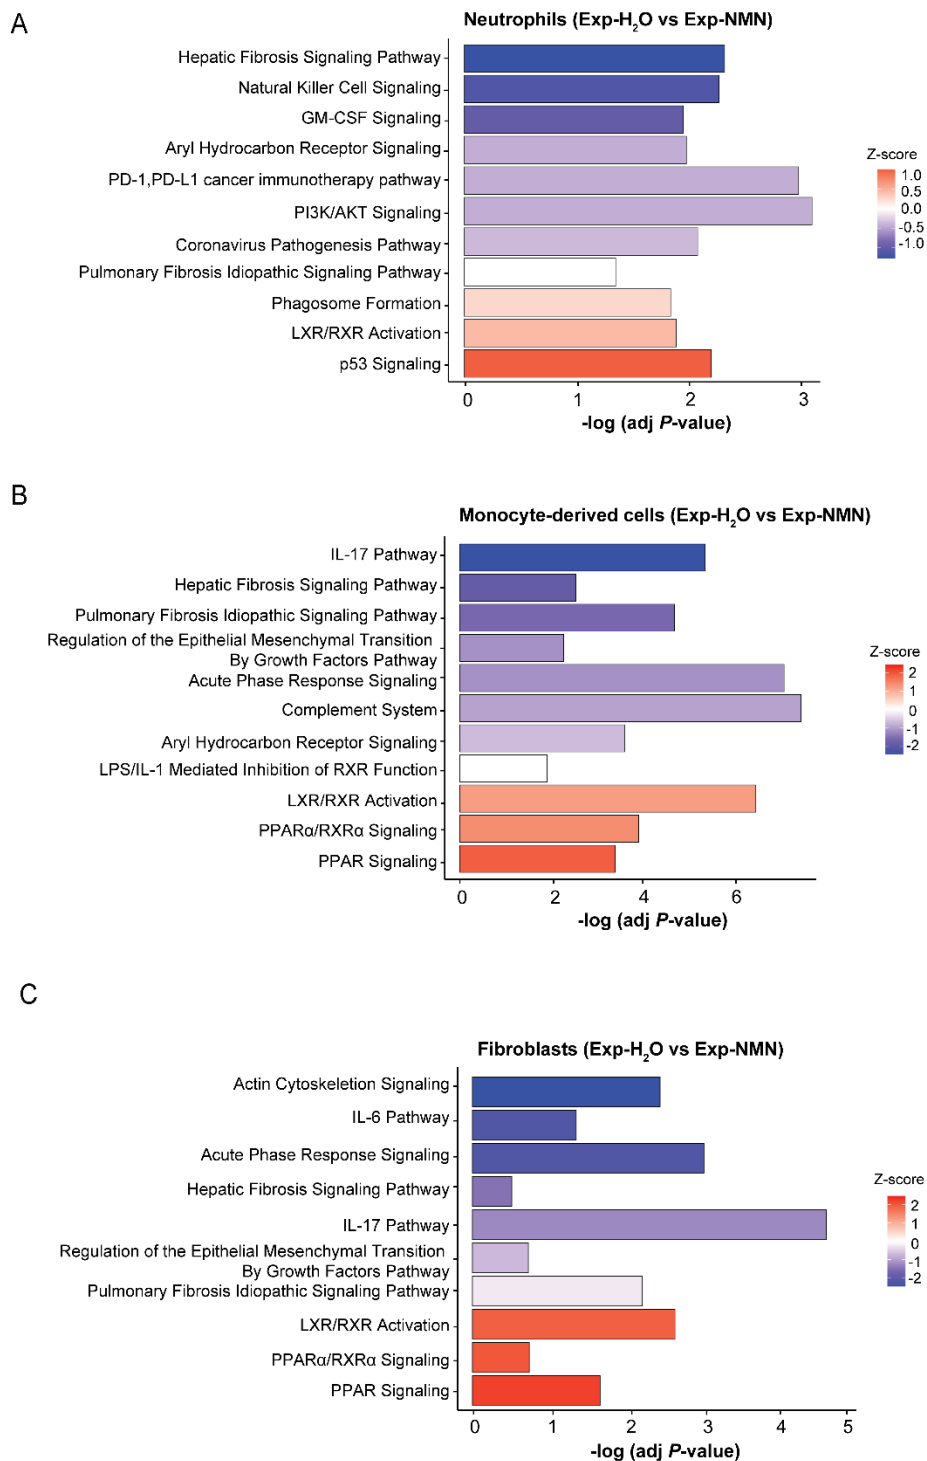 A
Neutrophils (Exp-H₂O vs Exp-NMN)
Hepatic Fibrosis Signaling Pathway
Natural Killer Cell Signaling
GM-CSF Signaling
Aryl Hydrocarbon Receptor Signaling
PD-1,PD-L1 cancer immunotherapy pathway
PI3K/AKT Signaling
Coronavirus Pathogenesis Pathway
Pulmonary Fibrosis Idiopathic Signaling Pathway
Phagosome Formation
LXR/RXR Activation
p53 Signaling
0 1 2 3
-log (adj P-value)
Z-score
1.0
0.5
0.0
-0.5
-1.0
B
Monocyte-derived cells (Exp-H₂O vs Exp-NMN)
IL-17 Pathway
Hepatic Fibrosis Signaling Pathway
Pulmonary Fibrosis Idiopathic Signaling Pathway
Regulation of the Epithelial Mesenchymal Transition
By Growth Factors Pathway
Acute Phase Response Signaling
Complement System
Aryl Hydrocarbon Receptor Signaling
LPS/IL-1 Mediated Inhibition of RXR Function
LXR/RXR Activation
PPARα/RXRα Signaling
PPAR Signaling
0 2 4 6
-log (adj P-value)
Z-score
2
1
0
-1
-2
C
Fibroblasts (Exp-H₂O vs Exp-NMN)
Actin Cytoskeletion Signaling
IL-6 Pathway
Acute Phase Response Signaling
Hepatic Fibrosis Signaling Pathway
IL-17 Pathway
Regulation of the Epithelial Mesenchymal Transition
By Growth Factors Pathway
Pulmonary Fibrosis Idiopathic Signaling Pathway
LXR/RXR Activation
PPARα/RXRα Signaling
PPAR Signaling
0 1 2 3 4 5
-log (adj P-value)
Z-score
2
1
0
-1
-2